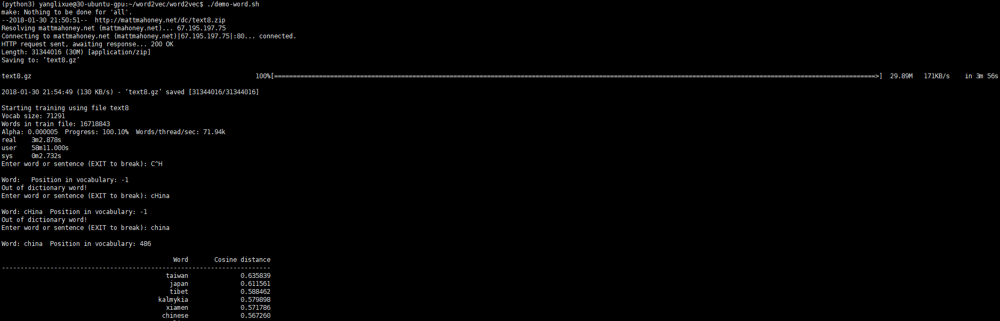 (python3) yanglixue@30-ubuntu-gpu:~/word2vec/word2vec$ ./demo-word.sh
make: Nothing to be done for 'all'.
--2018-01-30 21:50:51--  http://mattmahoney.net/dc/text8.zip
Resolving mattmahoney.net (mattmahoney.net)... 67.195.197.75
Connecting to mattmahoney.net (mattmahoney.net)|67.195.197.75|:80... connected.
HTTP request sent, awaiting response... 200 OK
Length: 31344016 (30M) [application/zip]
Saving to: ‘text8.gz’
text8.gz 100%[=====================================================================>] 29.89M 171KB/s in 3m 56s
2018-01-30 21:54:49 (130 KB/s) - ‘text8.gz’ saved [31344016/31344016]
Starting training using file text8
Vocab size: 71291
Words in train file: 16718843
Alpha: 0.000005  Progress: 100.10%  Words/thread/sec: 71.94k
real 3m2.878s
user 58m11.000s
sys 0m2.732s
Enter word or sentence (EXIT to break): C^H
Word:   Position in vocabulary: -1
Out of dictionary word!
Enter word or sentence (EXIT to break): cHina
Word: cHina  Position in vocabulary: -1
Out of dictionary word!
Enter word or sentence (EXIT to break): china
Word: china  Position in vocabulary: 486
Word Cosine distance
------------------------------------------------------------------------
taiwan 0.635839
japan 0.611561
tibet 0.588462
kalmykia 0.579898
xiamen 0.571786
chinese 0.567260